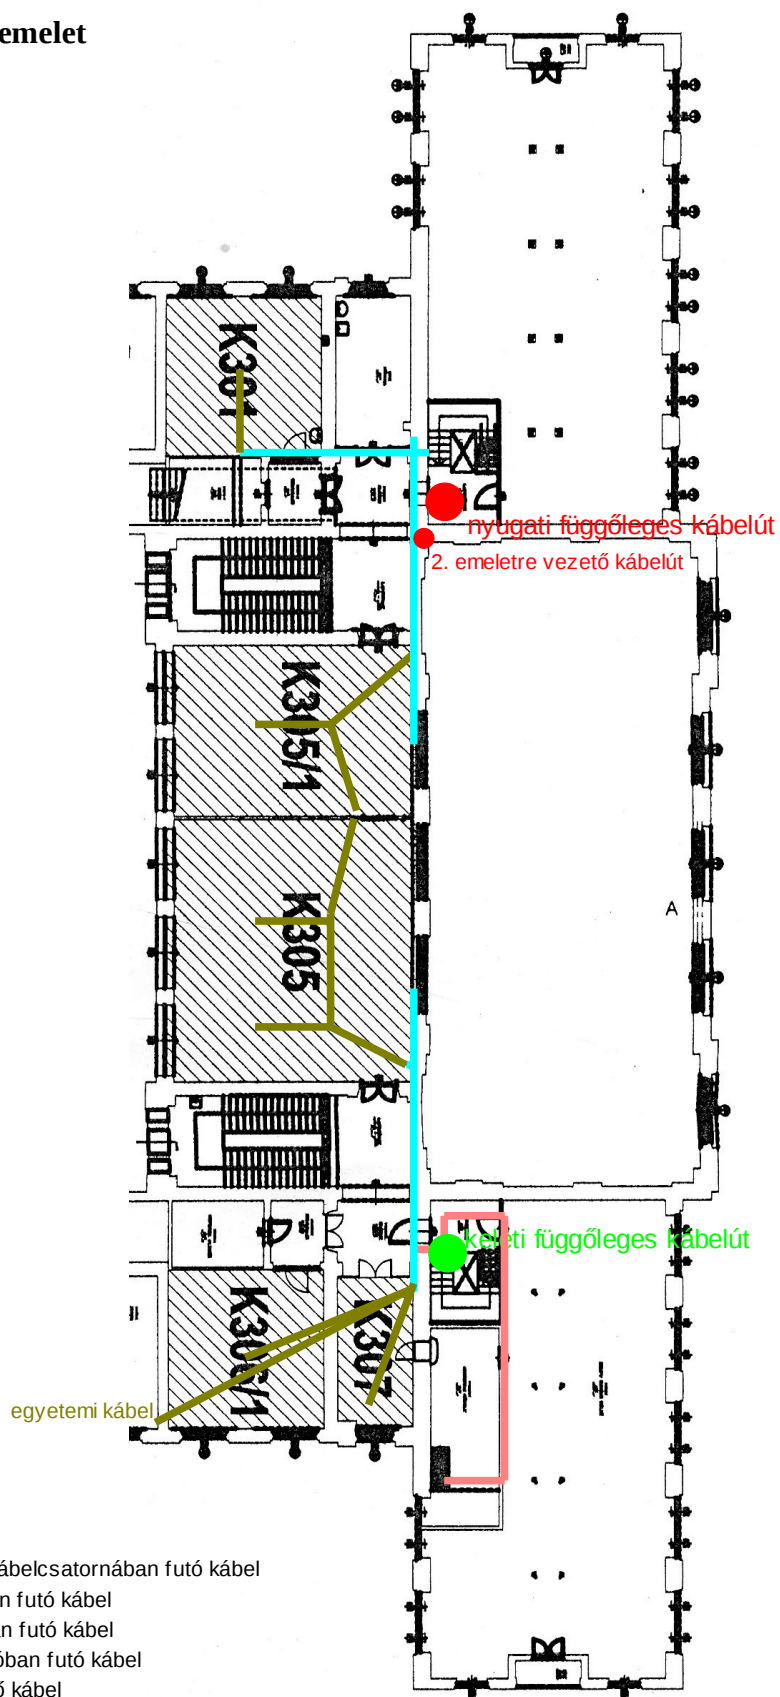 emelet
K301
nyugati függőleges kábelút
2. emeletre vezető kábelút
K305/1
K305
A
keleti függőleges kábelút
K306/1
K307
egyetemi kábel
ábelcsatornában futó kábel
n futó kábel
an futó kábel
óban futó kábel
ő kábel